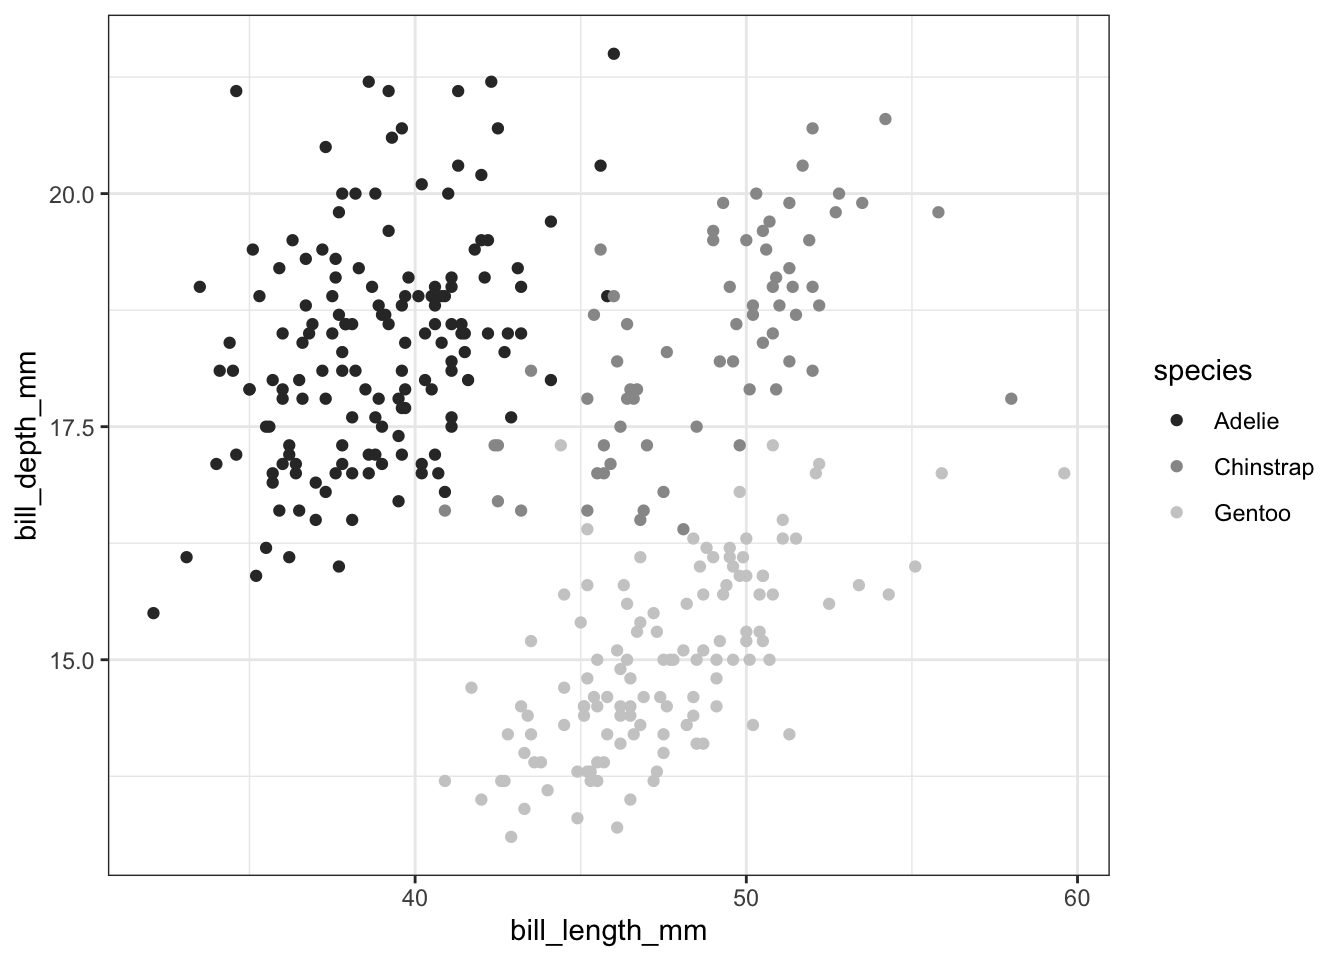 20.0
17.5
15.0
bill_depth_mm
40 50 60
bill_length_mm
species
Adelie
Chinstrap
Gentoo